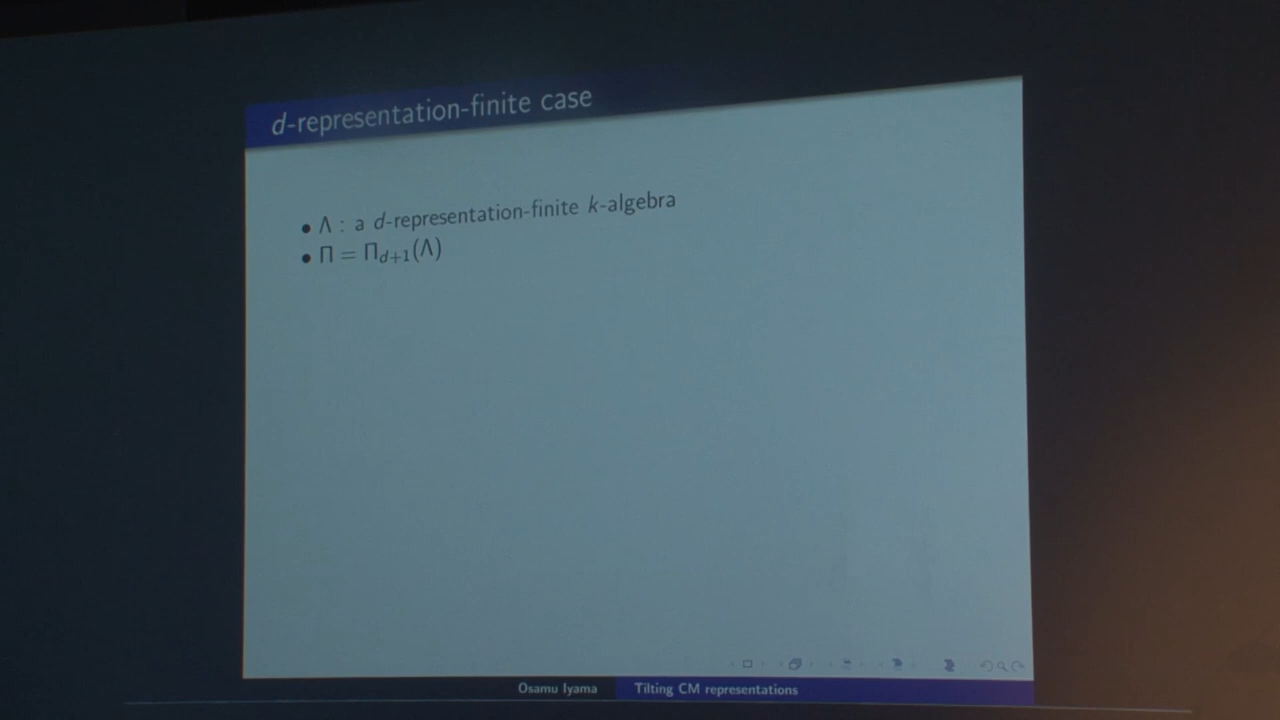 d-representation-finite case
• Λ : a d-representation-finite k-algebra
• Π = Π_{d+1}(Λ)
Osamu Iyama Tilting CM representations